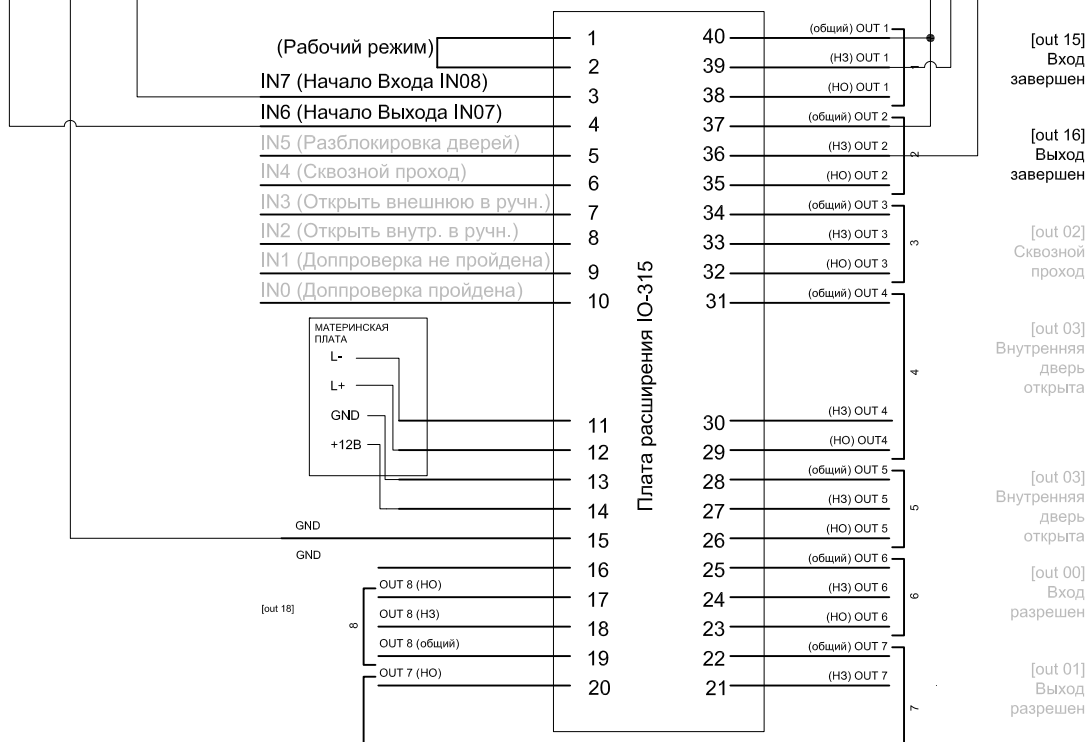 (Рабочий режим)
IN7 (Начало Входа IN08)
IN6 (Начало Выхода IN07)
IN5 (Разблокировка дверей)
IN4 (Сквозной проход)
IN3 (Открыть внешнюю в ручн.)
IN2 (Открыть внутр. в ручн.)
IN1 (Доппроверка не пройдена)
IN0 (Доппроверка пройдена)
МАТЕРИНСКАЯ
ПЛАТА
L-
L+
GND
+12В
GND
GND
[out 18]
8
OUT 8 (НО)
OUT 8 (НЗ)
OUT 8 (общий)
OUT 7 (НО)
1
2
3
4
5
6
7
8
9
10
11
12
13
14
15
16
17
18
19
20
Плата расширения IO-315
40
39
38
37
36
35
34
33
32
31
30
29
28
27
26
25
24
23
22
21
(общий) OUT 1
(НЗ) OUT 1
(НО) OUT 1
(общий) OUT 2
(НЗ) OUT 2
(НО) OUT 2
(общий) OUT 3
(НЗ) OUT 3
(НО) OUT 3
(общий) OUT 4
(НЗ) OUT 4
(НО) OUT4
(общий) OUT 5
(НЗ) OUT 5
(НО) OUT 5
(общий) OUT 6
(НЗ) OUT 6
(НО) OUT 6
(общий) OUT 7
(НЗ) OUT 7
1
2
3
4
5
6
7
[out 15]
Вход
завершен
[out 16]
Выход
завершен
[out 02]
Сквозной
проход
[out 03]
Внутренняя
дверь
открыта
[out 03]
Внутренняя
дверь
открыта
[out 00]
Вход
разрешен
[out 01]
Выход
разрешен